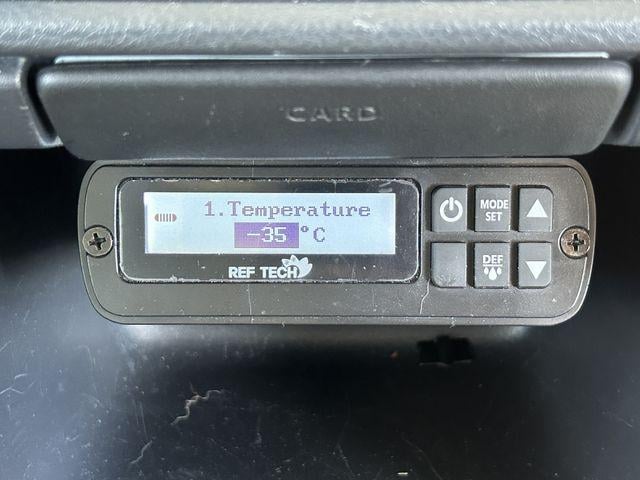 CARD
1.Temperature
-35°C
REF TECH
MODE
SET
DEF